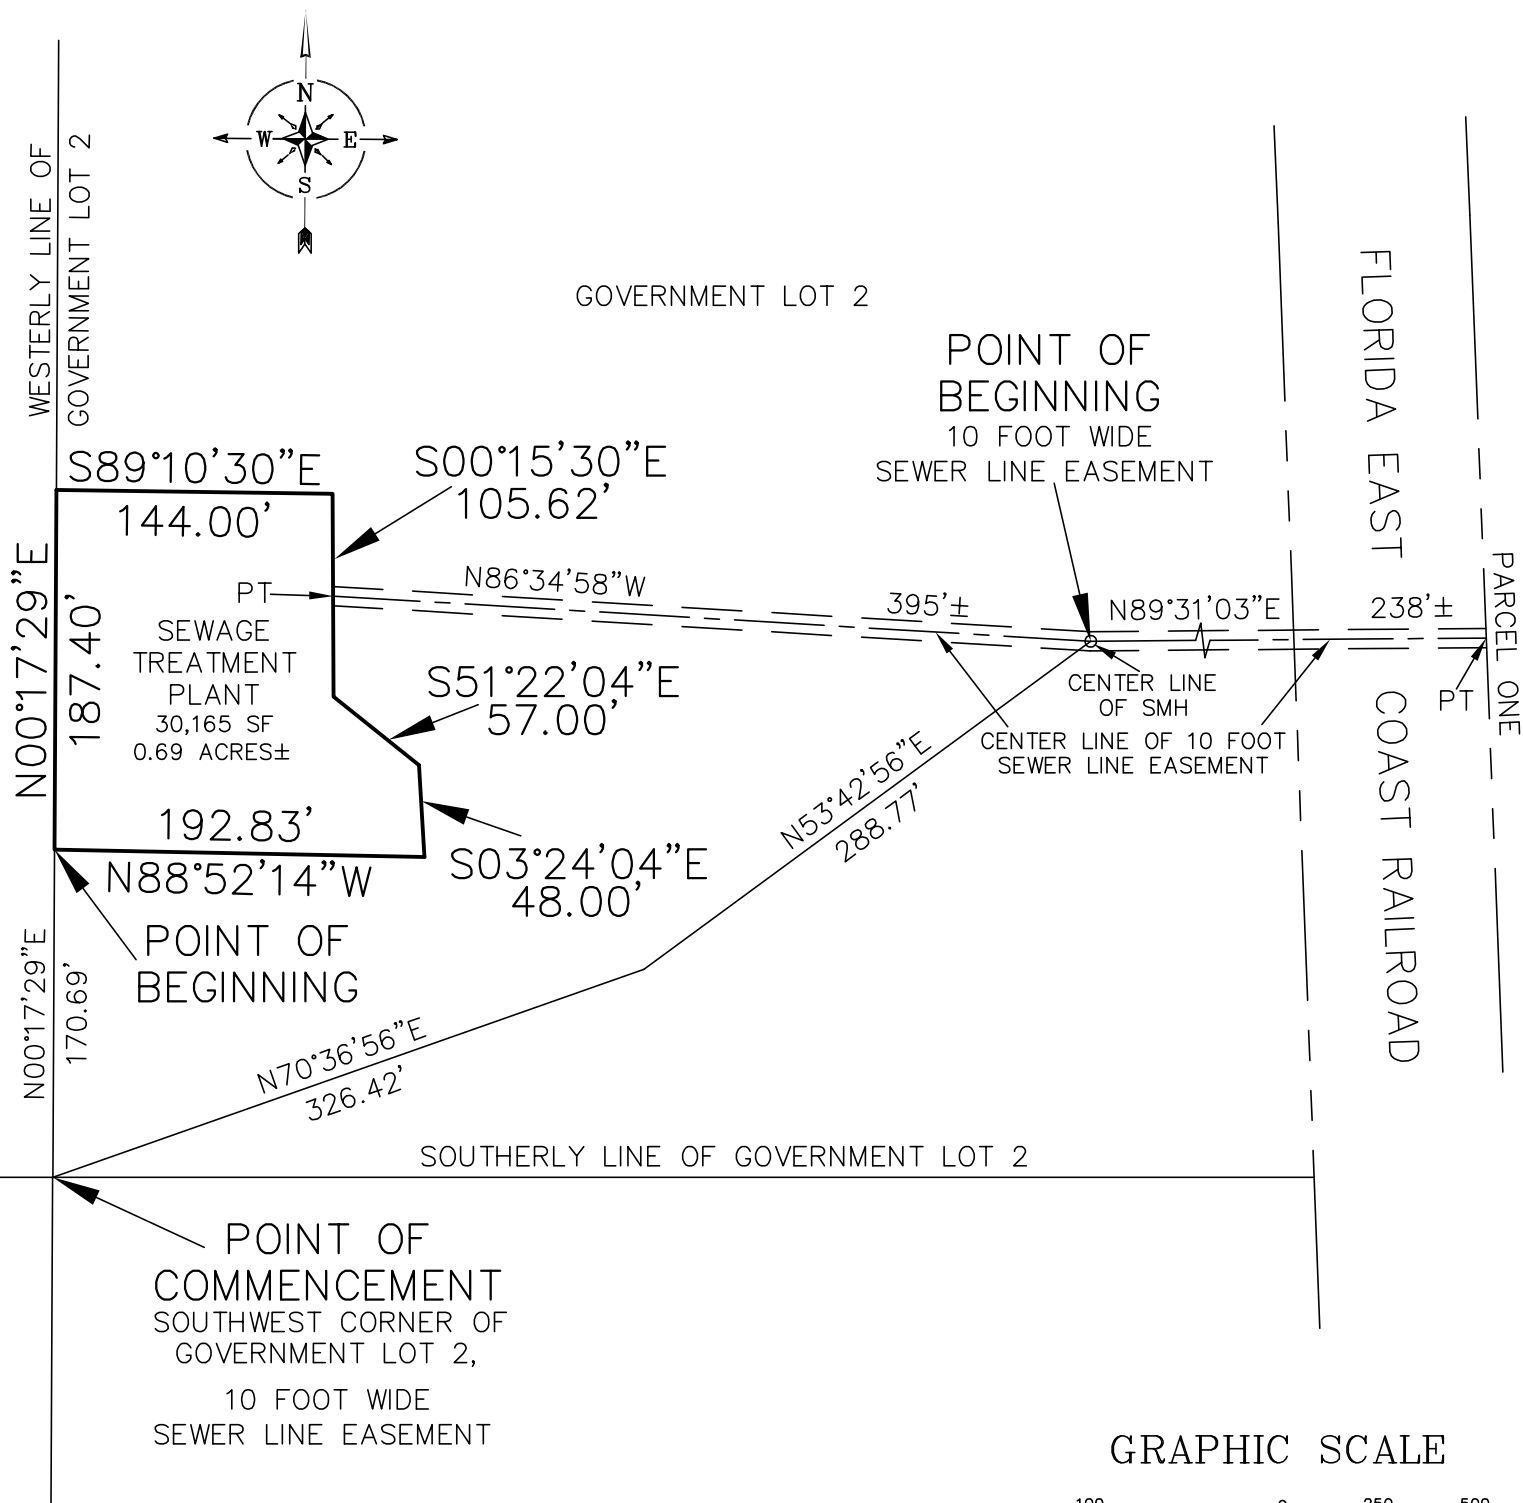 N
W
E
S
WESTERLY LINE OF
GOVERNMENT LOT 2
GOVERNMENT LOT 2
POINT OF
BEGINNING
10 FOOT WIDE
SEWER LINE EASEMENT
FLORIDA EAST
COAST RAILROAD
PARCEL ONE
S89°10'30"E
144.00'
S00°15'30"E
105.62'
N00°17'29"E
187.40'
PT
SEWAGE
TREATMENT
PLANT
30,165 SF
0.69 ACRES±
N86°34'58"W
395'±
N89°31'03"E
238'±
PT
CENTER LINE
OF SMH
CENTER LINE OF 10 FOOT
SEWER LINE EASEMENT
S51°22'04"E
57.00'
192.83'
N88°52'14"W
S03°24'04"E
48.00'
N53°42'56"E
288.77'
POINT OF
BEGINNING
N00°17'29"E
170.69'
N70°36'56"E
326.42'
SOUTHERLY LINE OF GOVERNMENT LOT 2
POINT OF
COMMENCEMENT
SOUTHWEST CORNER OF
GOVERNMENT LOT 2,
10 FOOT WIDE
SEWER LINE EASEMENT
GRAPHIC SCALE